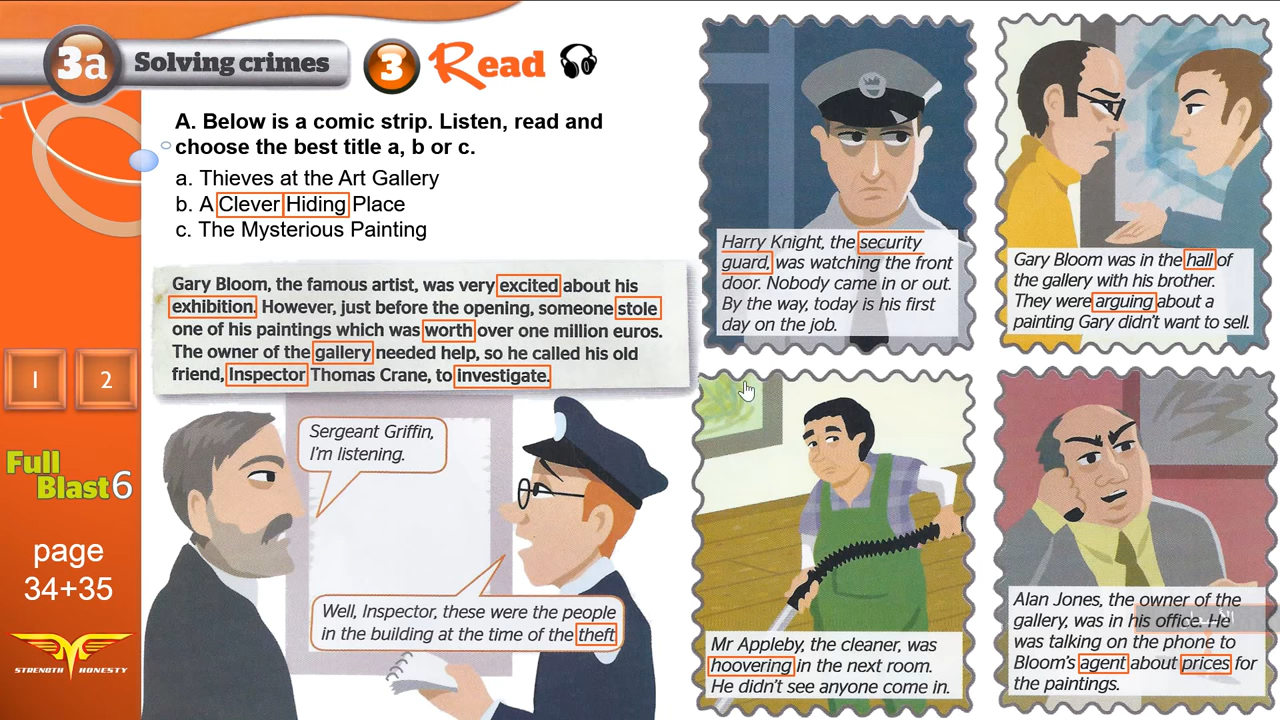 3a Solving crimes
3 Read
A. Below is a comic strip. Listen, read and
choose the best title a, b or c.
a. Thieves at the Art Gallery
b. A Clever Hiding Place
c. The Mysterious Painting
Gary Bloom, the famous artist, was very excited about his
exhibition. However, just before the opening, someone stole
one of his paintings which was worth over one million euros.
The owner of the gallery needed help, so he called his old
friend, Inspector Thomas Crane, to investigate.
1 2
Full
Blast 6
page
34+35
STRENGTH HONESTY
Sergeant Griffin,
I'm listening.
Well, Inspector, these were the people
in the building at the time of the theft
Harry Knight, the security
guard, was watching the front
door. Nobody came in or out.
By the way, today is his first
day on the job.
Gary Bloom was in the hall of
the gallery with his brother.
They were arguing about a
painting Gary didn't want to sell.
Mr Appleby, the cleaner, was
hoovering in the next room.
He didn't see anyone come in.
Alan Jones, the owner of the
gallery, was in his office. He
was talking on the phone to
Bloom's agent about prices for
the paintings.